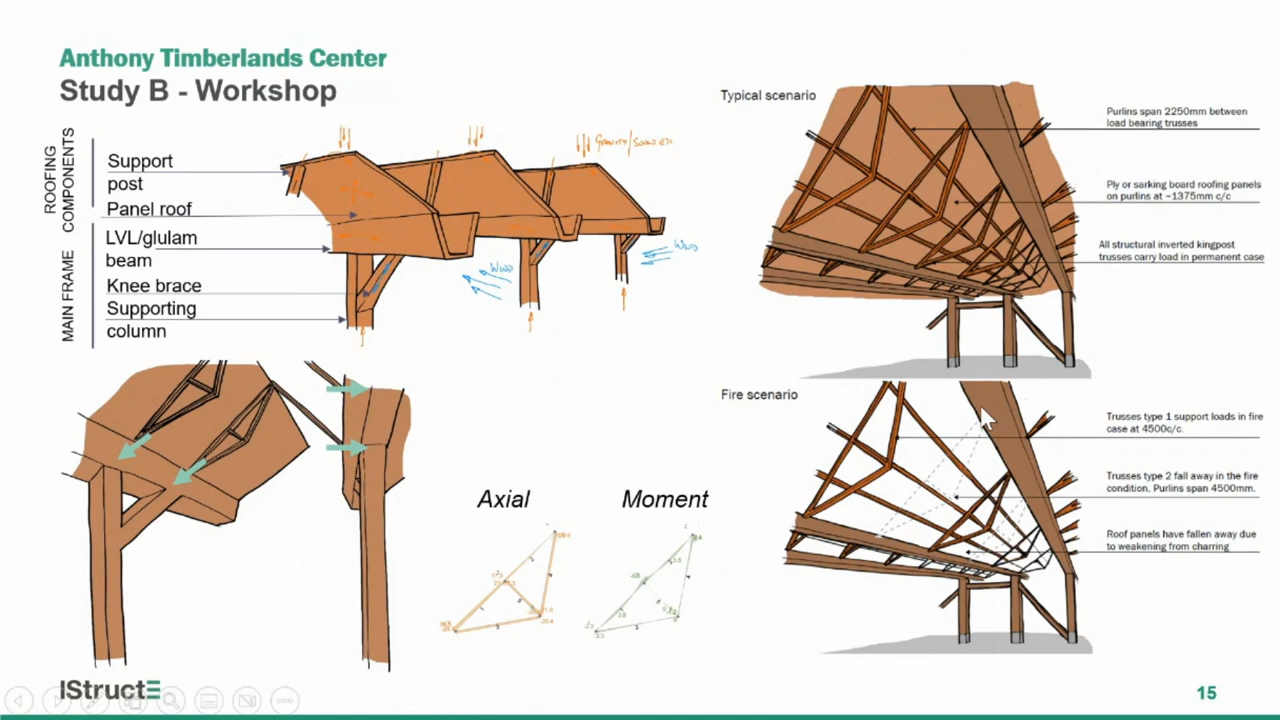 Anthony Timberlands Center
Study B - Workshop
ROOFING
COMPONENTS
MAIN FRAME
Support
post
Panel roof
LVL/glulam
beam
Knee brace
Supporting
column
WIND
WIND
Typical scenario
Purlins span 2250mm between
load bearing trusses
Ply or sarking board roofing panels
on purlins at ~1375mm c/c
All structural inverted kingpost
trusses carry load in permanent case
Fire scenario
Trusses type 1 support loads in fire
case at 4500c/c.
Trusses type 2 fall away in the fire
condition. Purlins span 4500mm.
Roof panels have fallen away due
to weakening from charring
Axial
Moment
IStructE
15